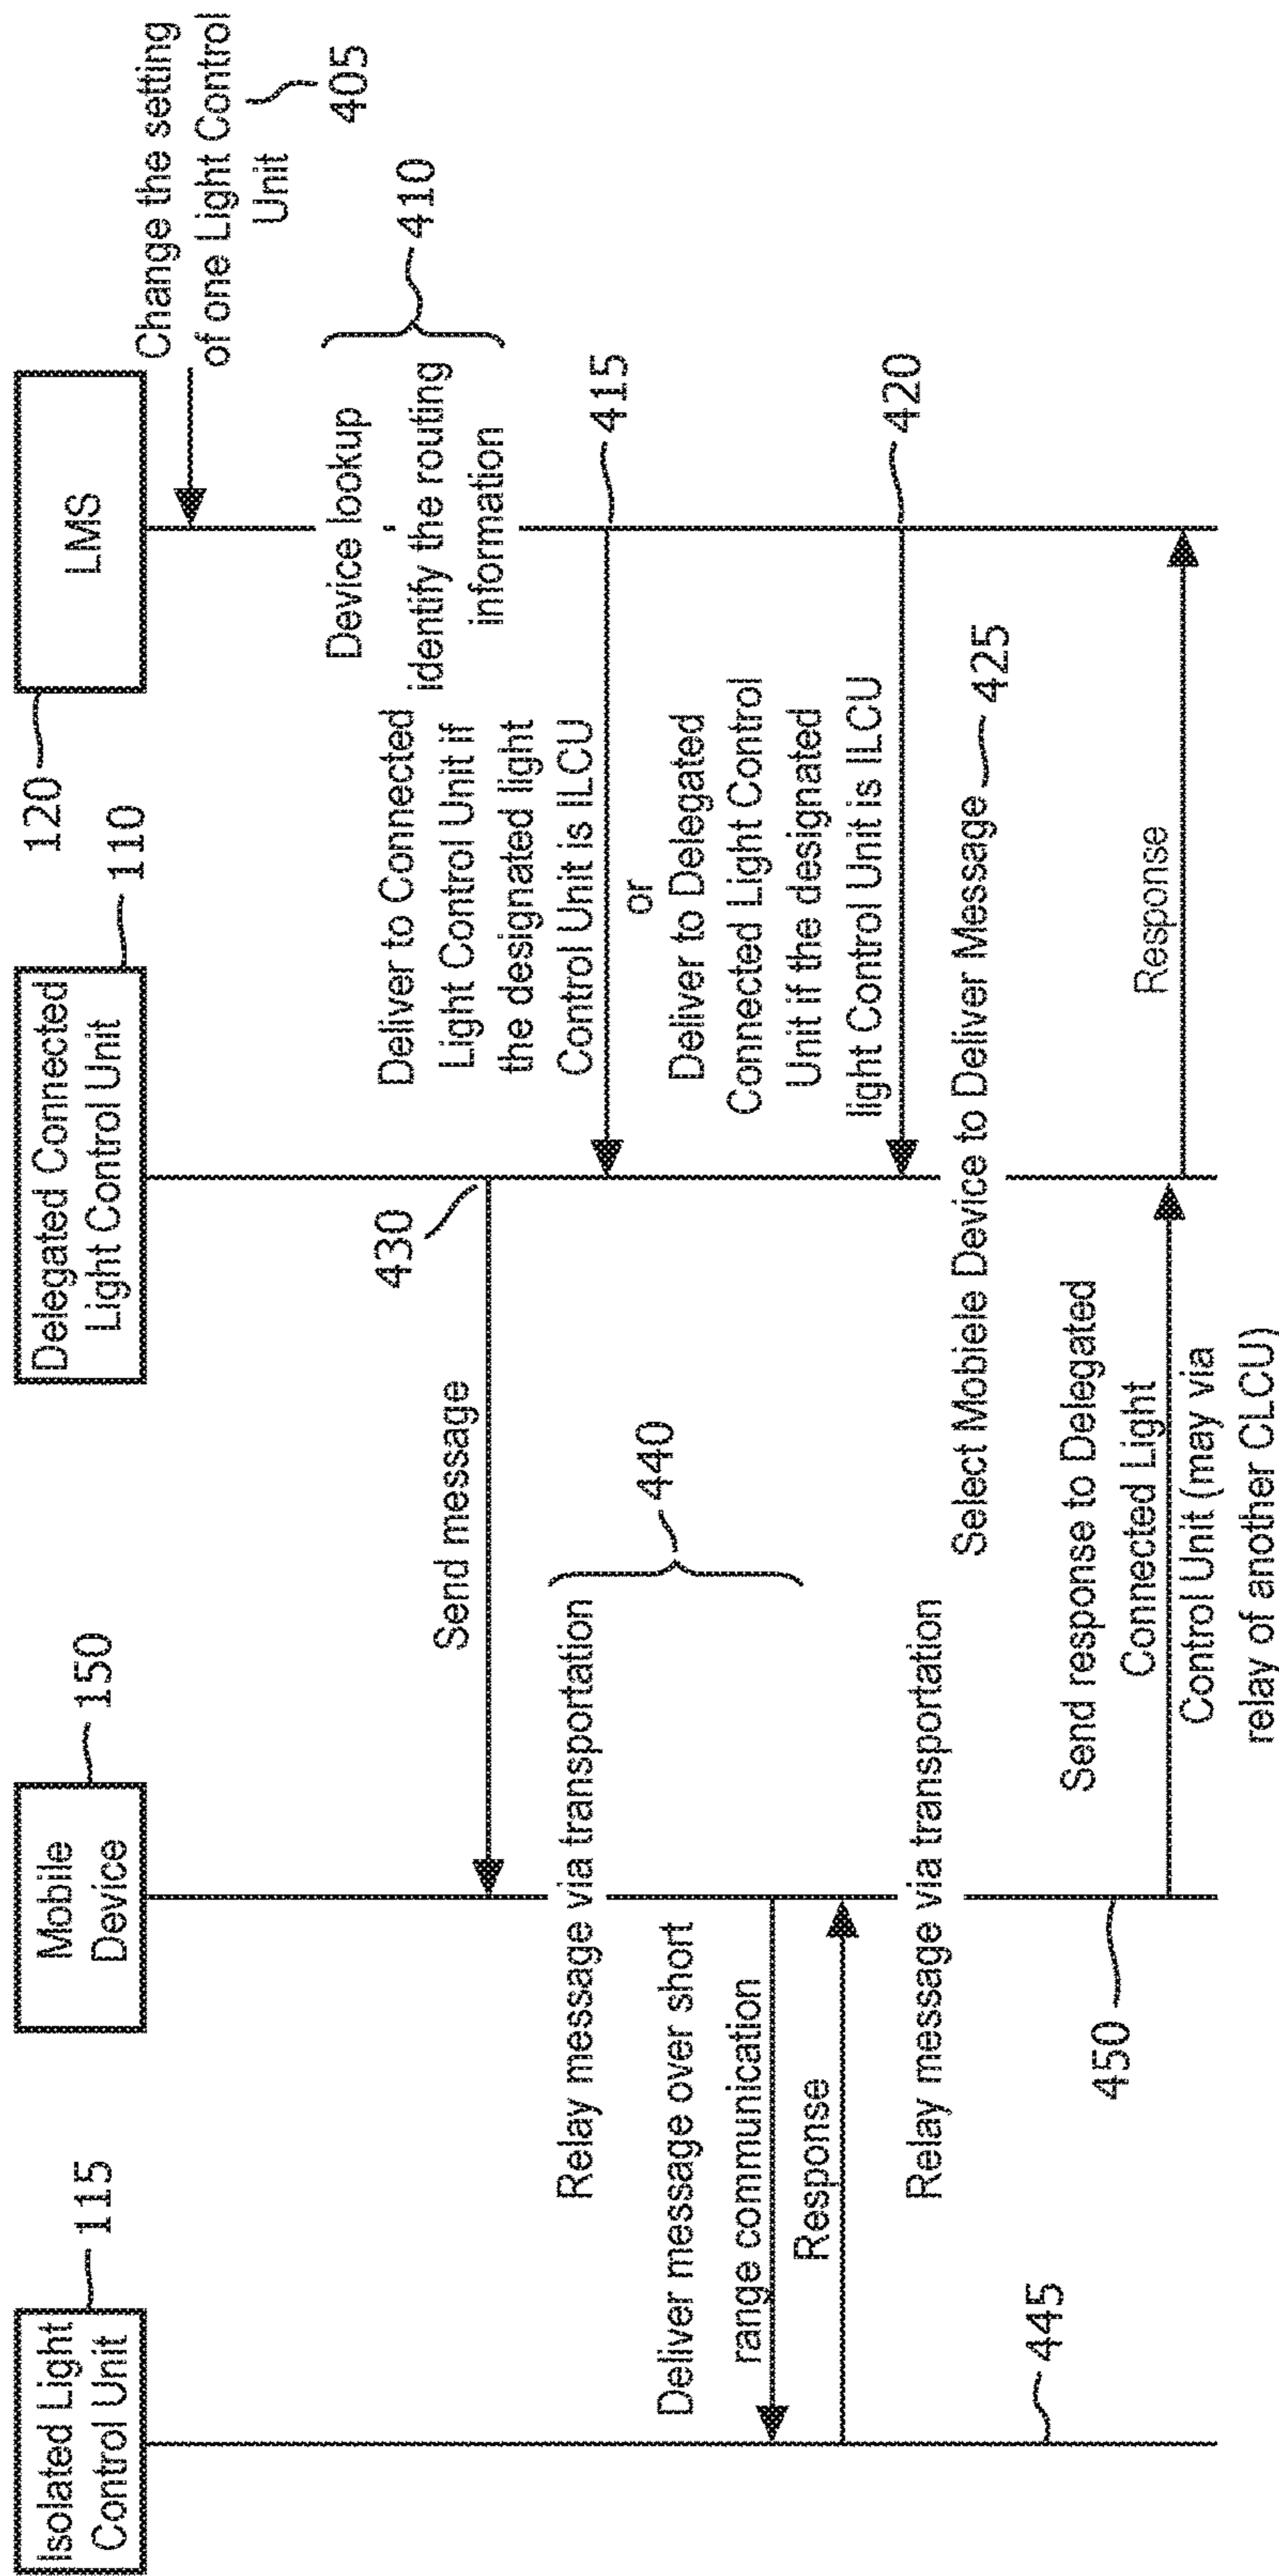 Isolated Light
Control Unit
115
Mobile
Device
150
Delegated Connected
Light Control Unit
110
LMS
120
Change the setting
of one Light Control
Unit
405
Device lookup
identify the routing
information
410
Deliver to Connected
Light Control Unit if
the designated light
Control Unit is ILCU
415
or
Deliver to Delegated
Connected Light Control
Unit if the designated
light Control Unit is ILCU
420
Select Mobiele Device to Deliver Message
425
430
Send message
Relay message via transportation
440
Deliver message over short
range communication
Response
Relay message via transportation
445
450
Send response to Delegated
Connected Light
Control Unit (may via
relay of another CLCU)
Response